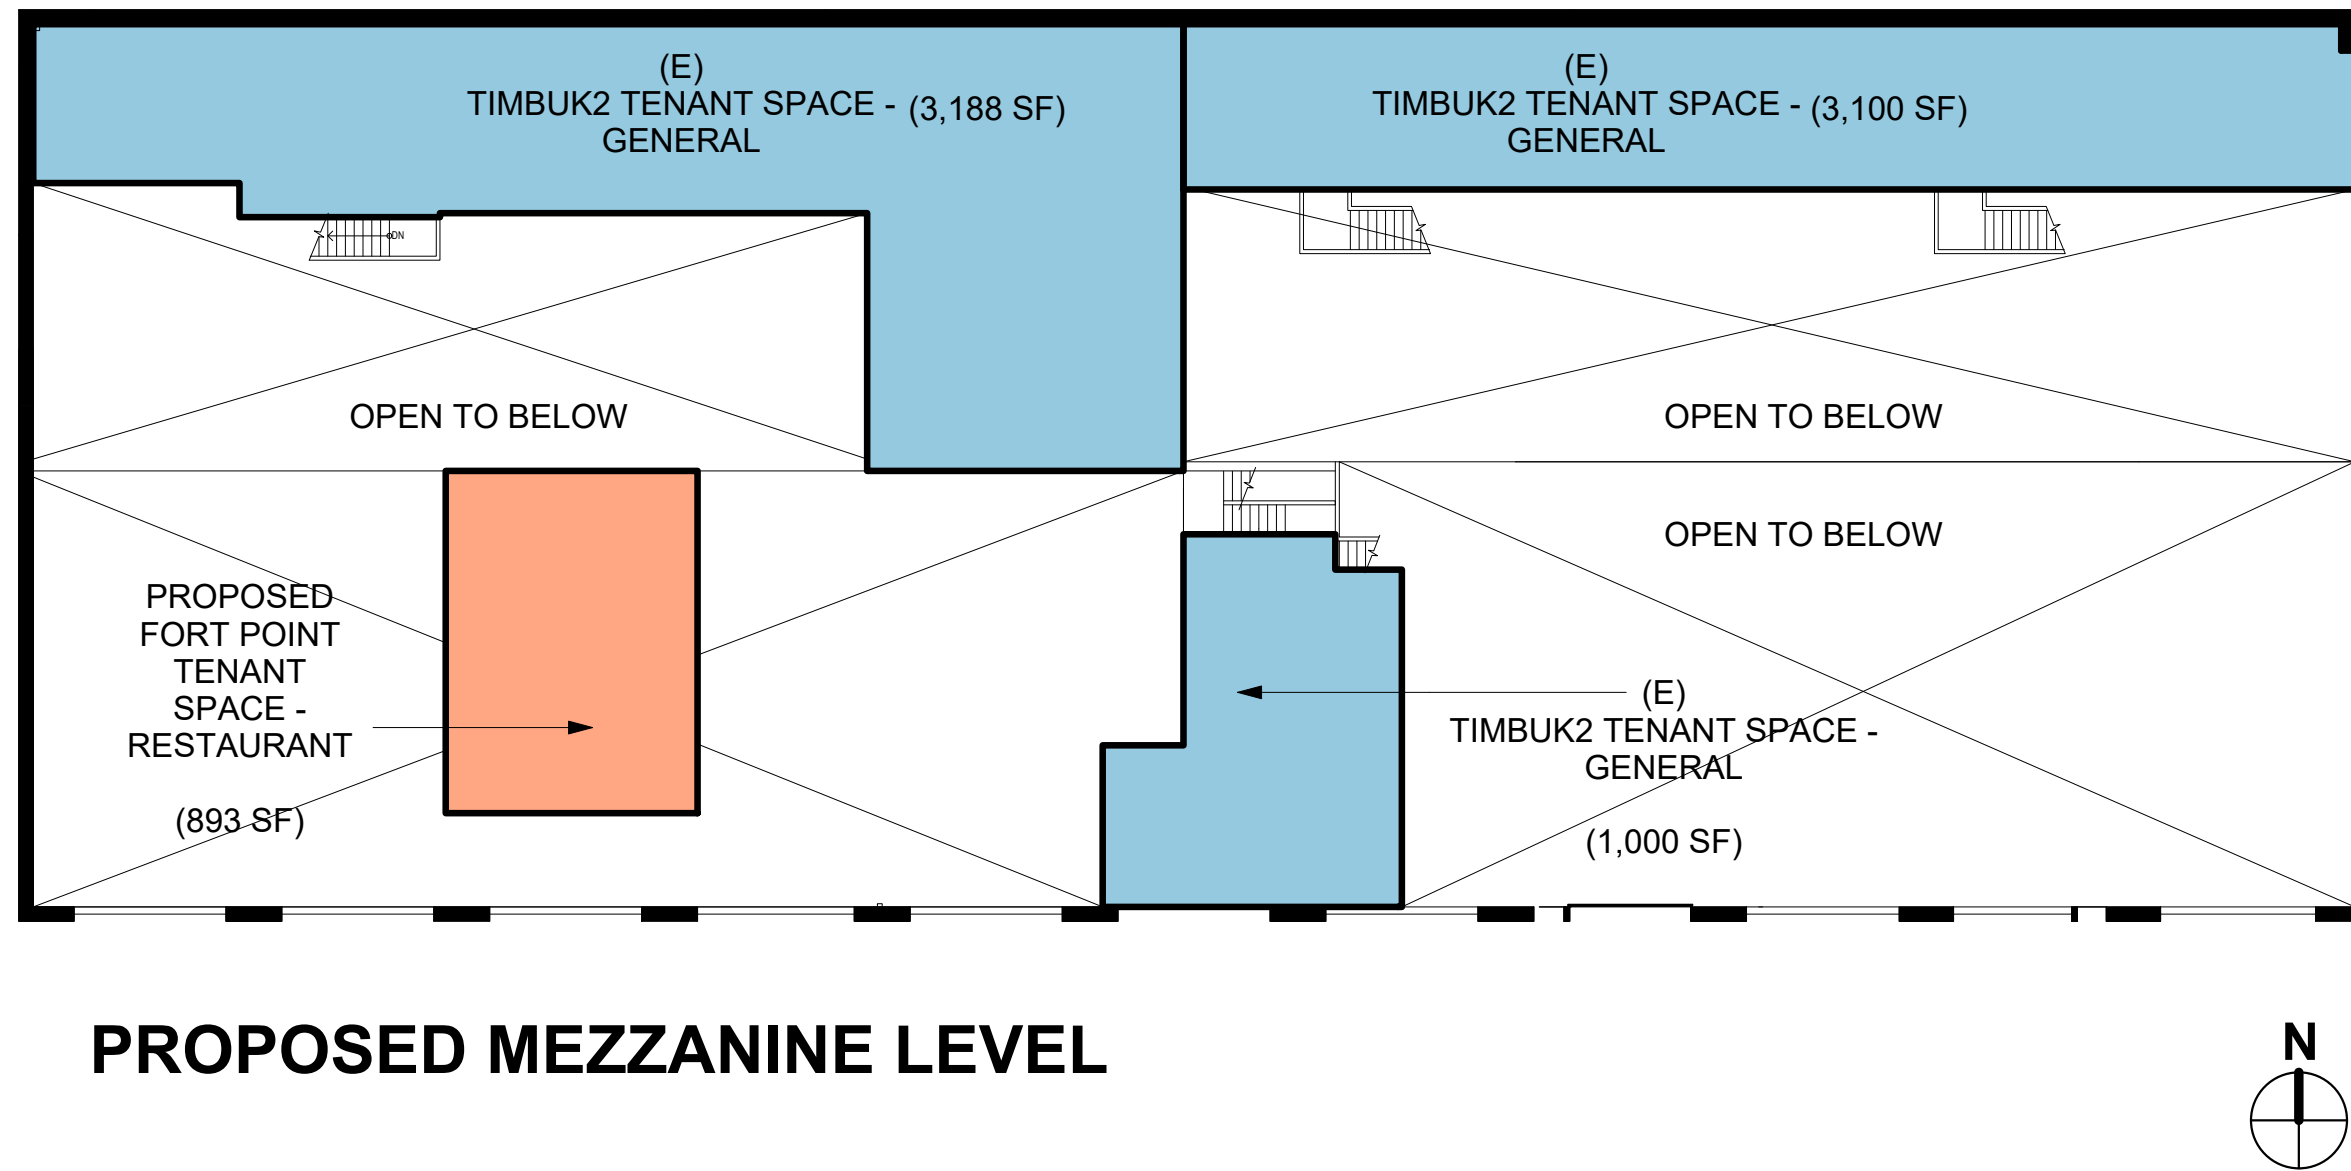 (E)
TIMBUK2 TENANT SPACE - (3,188 SF)
GENERAL
(E)
TIMBUK2 TENANT SPACE - (3,100 SF)
GENERAL
DN
OPEN TO BELOW
OPEN TO BELOW
OPEN TO BELOW
PROPOSED
FORT POINT
TENANT
SPACE -
RESTAURANT
(893 SF)
(E)
TIMBUK2 TENANT SPACE -
GENERAL
(1,000 SF)
PROPOSED MEZZANINE LEVEL
N